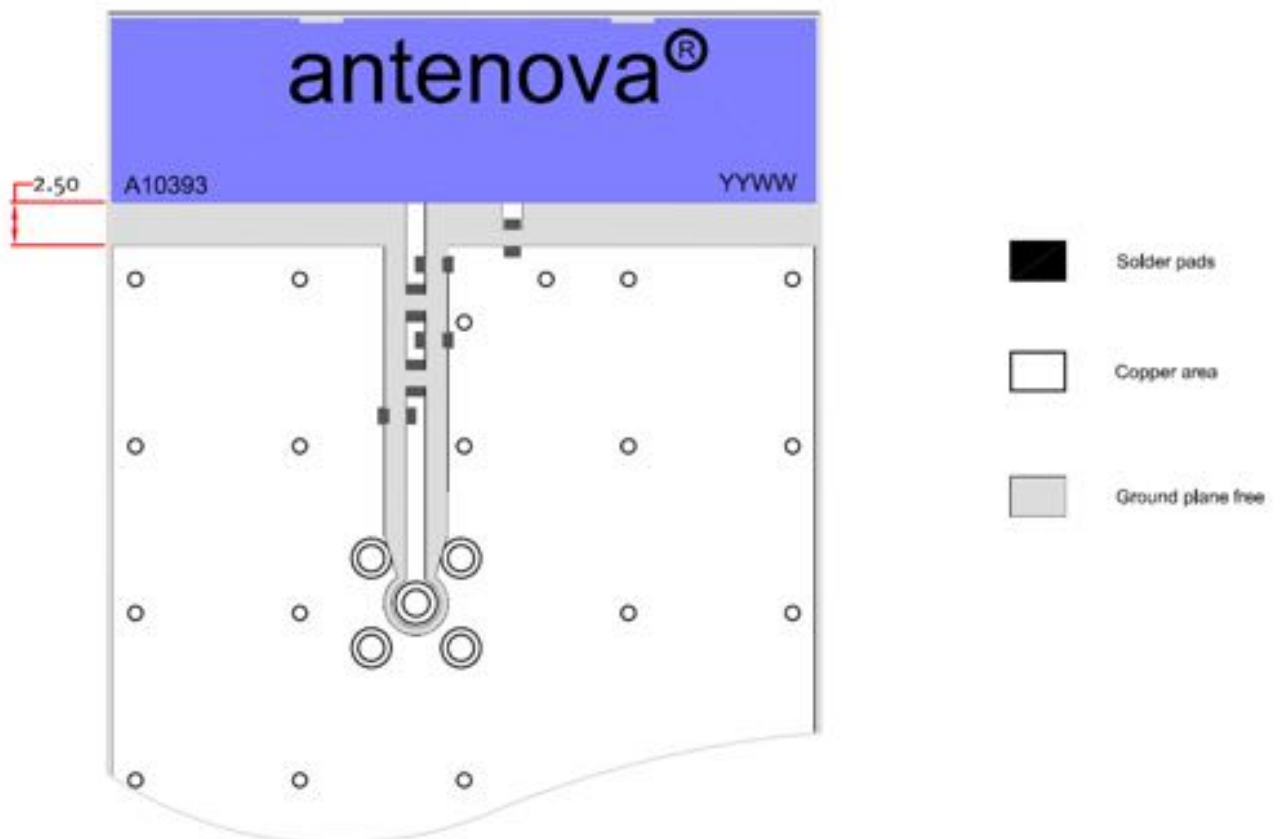 antenova®
2.50
A10393
YYWW
Solder pads
Copper area
Ground plane free